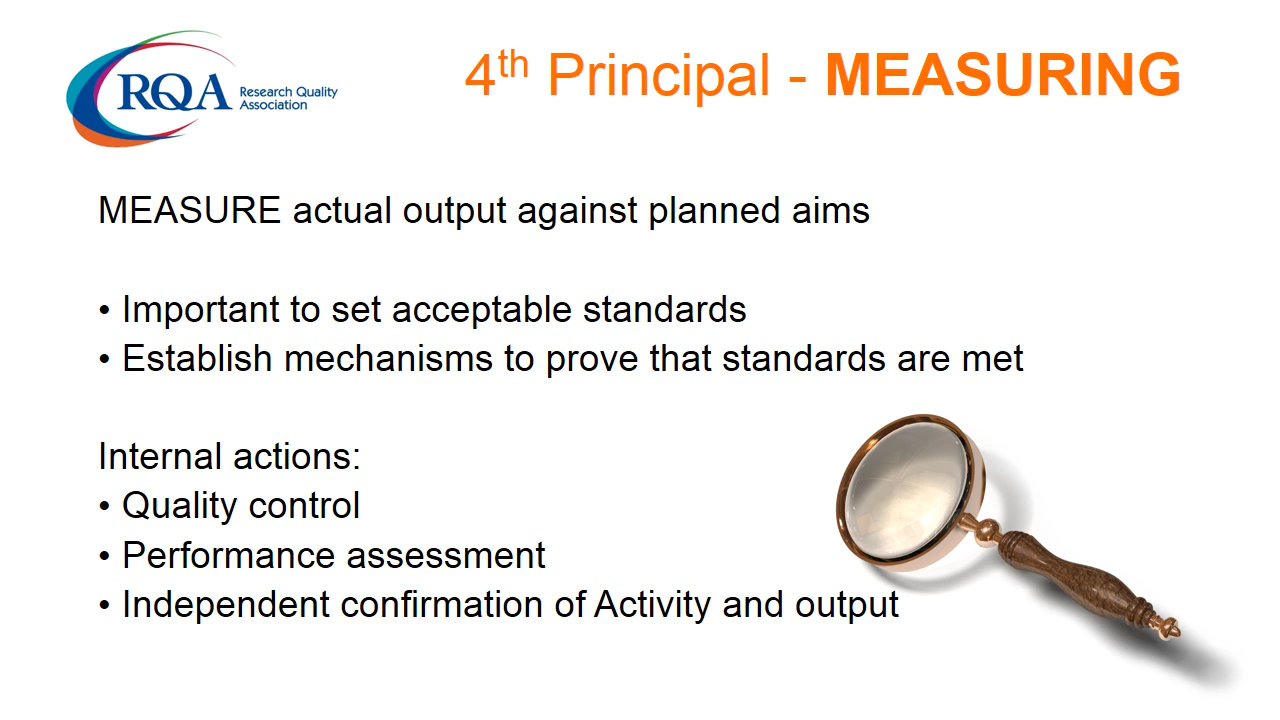 RQA
Research Quality
Association
4th Principal - MEASURING
MEASURE actual output against planned aims
• Important to set acceptable standards
• Establish mechanisms to prove that standards are met
Internal actions:
• Quality control
• Performance assessment
• Independent confirmation of Activity and output